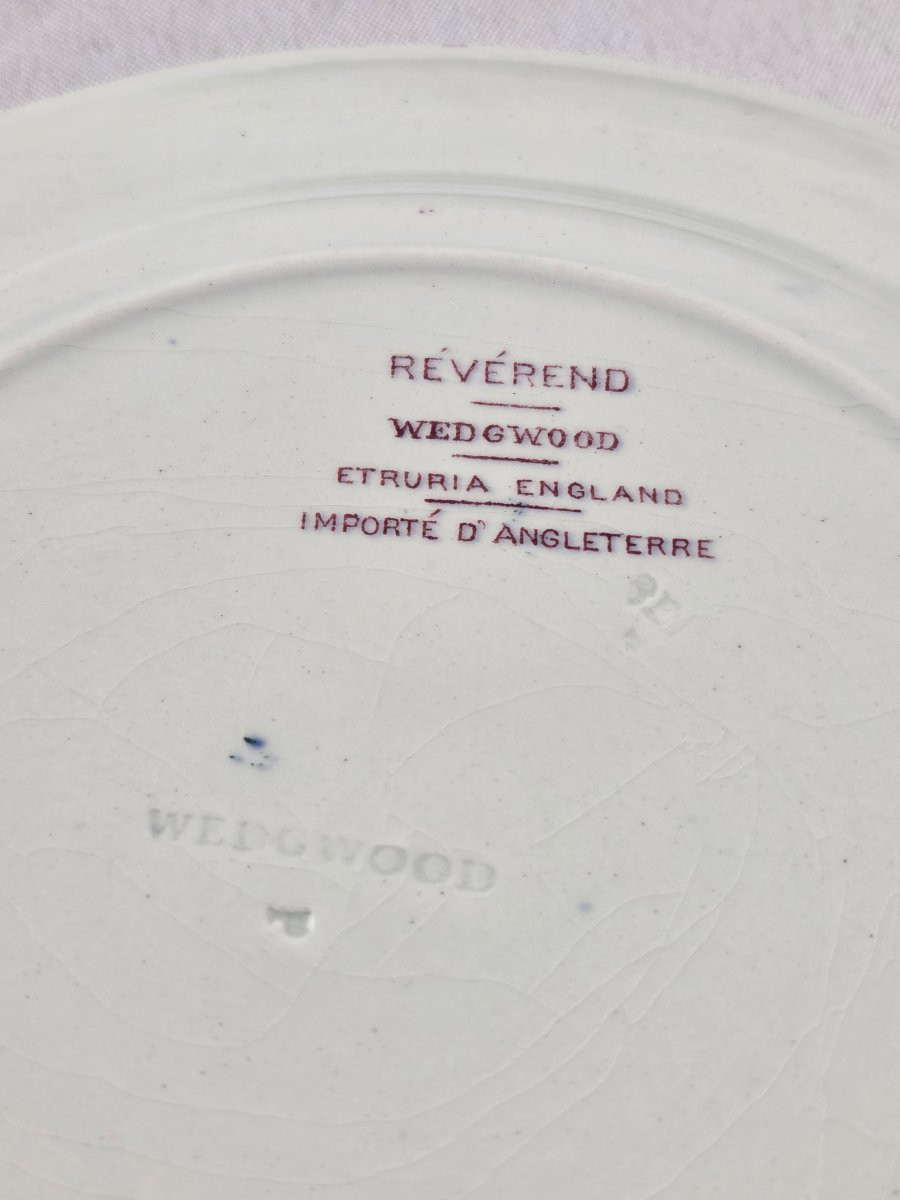 RÉVÉREND
WEDGWOOD
ETRURIA ENGLAND
IMPORTÉ D'ANGLETERRE
WEDGWOOD